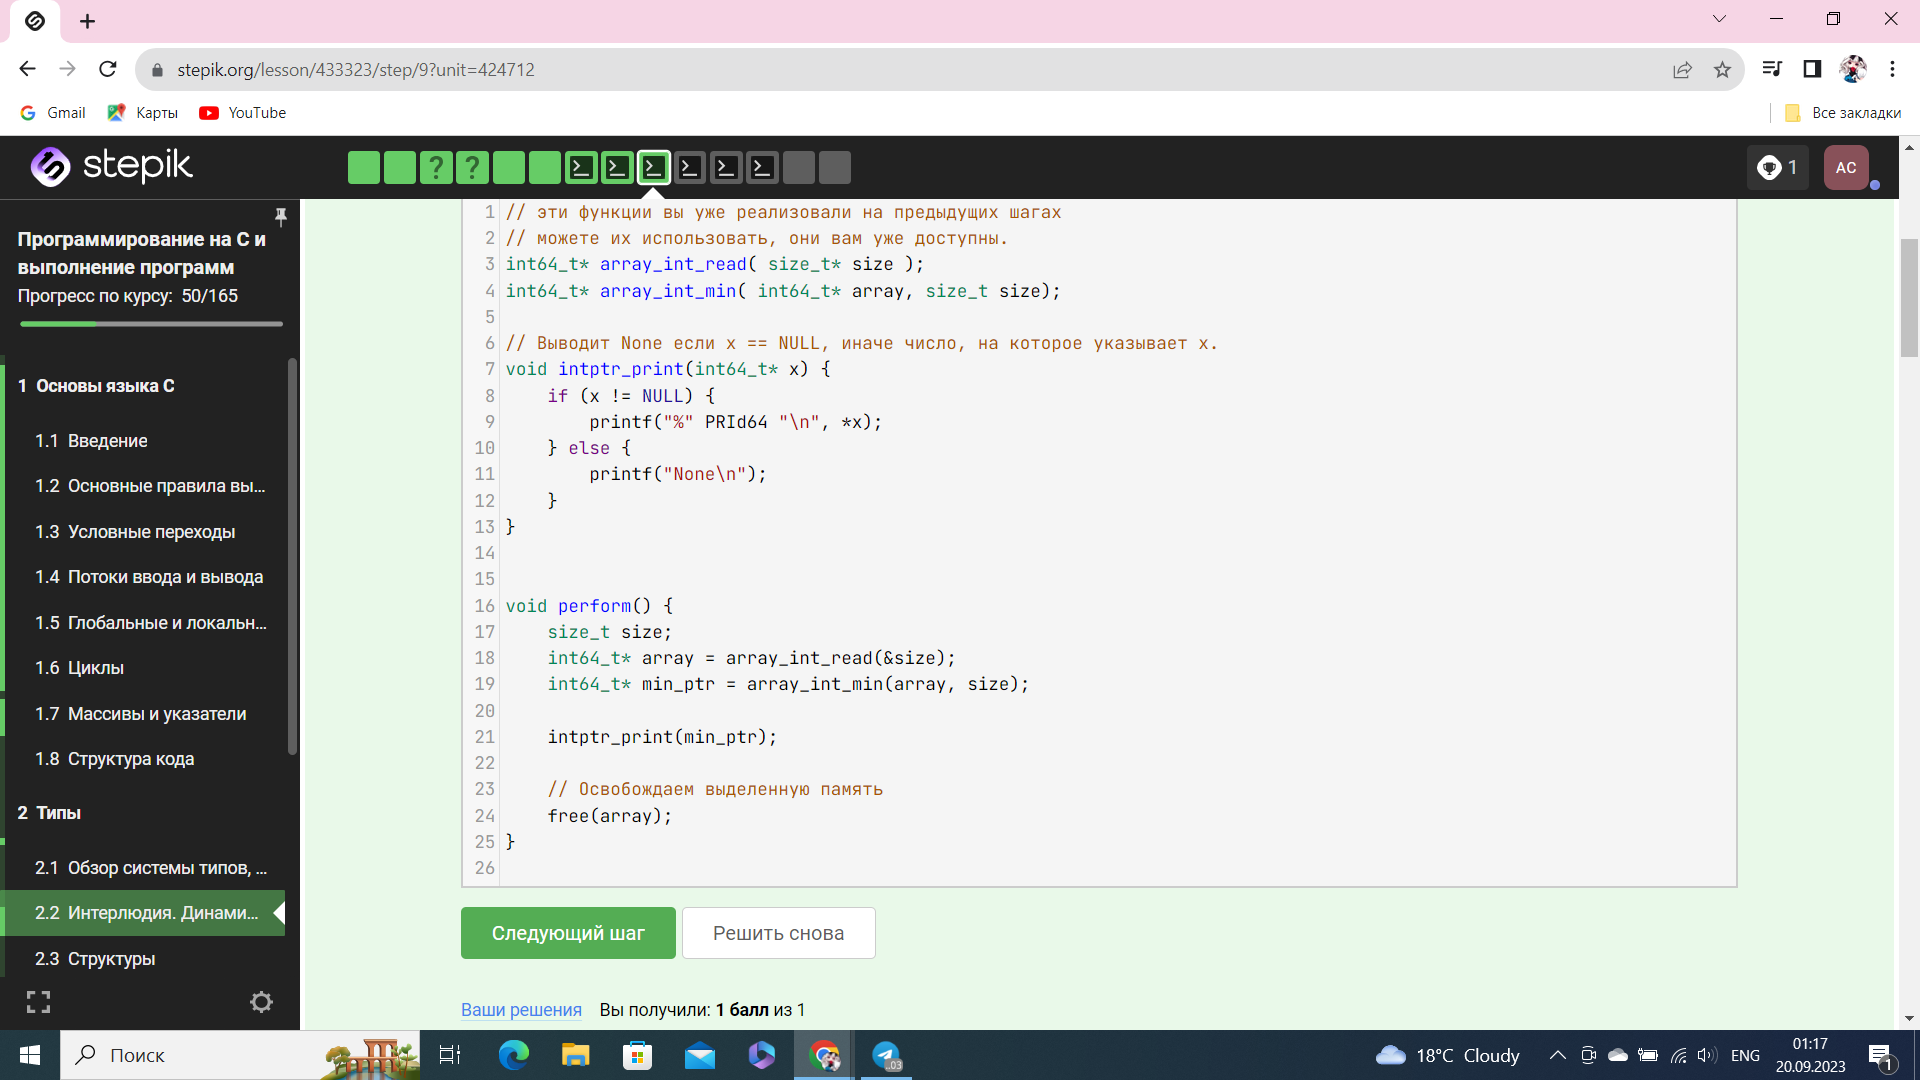 stepik.org/lesson/433323/step/9?unit=424712
Gmail Карты YouTube Все закладки
stepik
? ?
1
AC
Программирование на C и
выполнение программ
Прогресс по курсу: 50/165
1 Основы языка C
1.1 Введение
1.2 Основные правила вы...
1.3 Условные переходы
1.4 Потоки ввода и вывода
1.5 Глобальные и локальн...
1.6 Циклы
1.7 Массивы и указатели
1.8 Структура кода
2 Типы
2.1 Обзор системы типов, ...
2.2 Интерлюдия. Динами...
2.3 Структуры
1 // эти функции вы уже реализовали на предыдущих шагах
2 // можете их использовать, они вам уже доступны.
3 int64_t* array_int_read( size_t* size );
4 int64_t* array_int_min( int64_t* array, size_t size);
5
6 // Выводит None если x == NULL, иначе число, на которое указывает x.
7 void intptr_print(int64_t* x) {
8 if (x != NULL) {
9 printf("%" PRId64 "\n", *x);
10 } else {
11 printf("None\n");
12 }
13 }
14
15
16 void perform() {
17 size_t size;
18 int64_t* array = array_int_read(&size);
19 int64_t* min_ptr = array_int_min(array, size);
20
21 intptr_print(min_ptr);
22
23 // Освобождаем выделенную память
24 free(array);
25 }
26
Следующий шаг Решить снова
Ваши решения Вы получили: 1 балл из 1
Поиск
.03
18°C Cloudy
ENG
01:17
20.09.2023
1